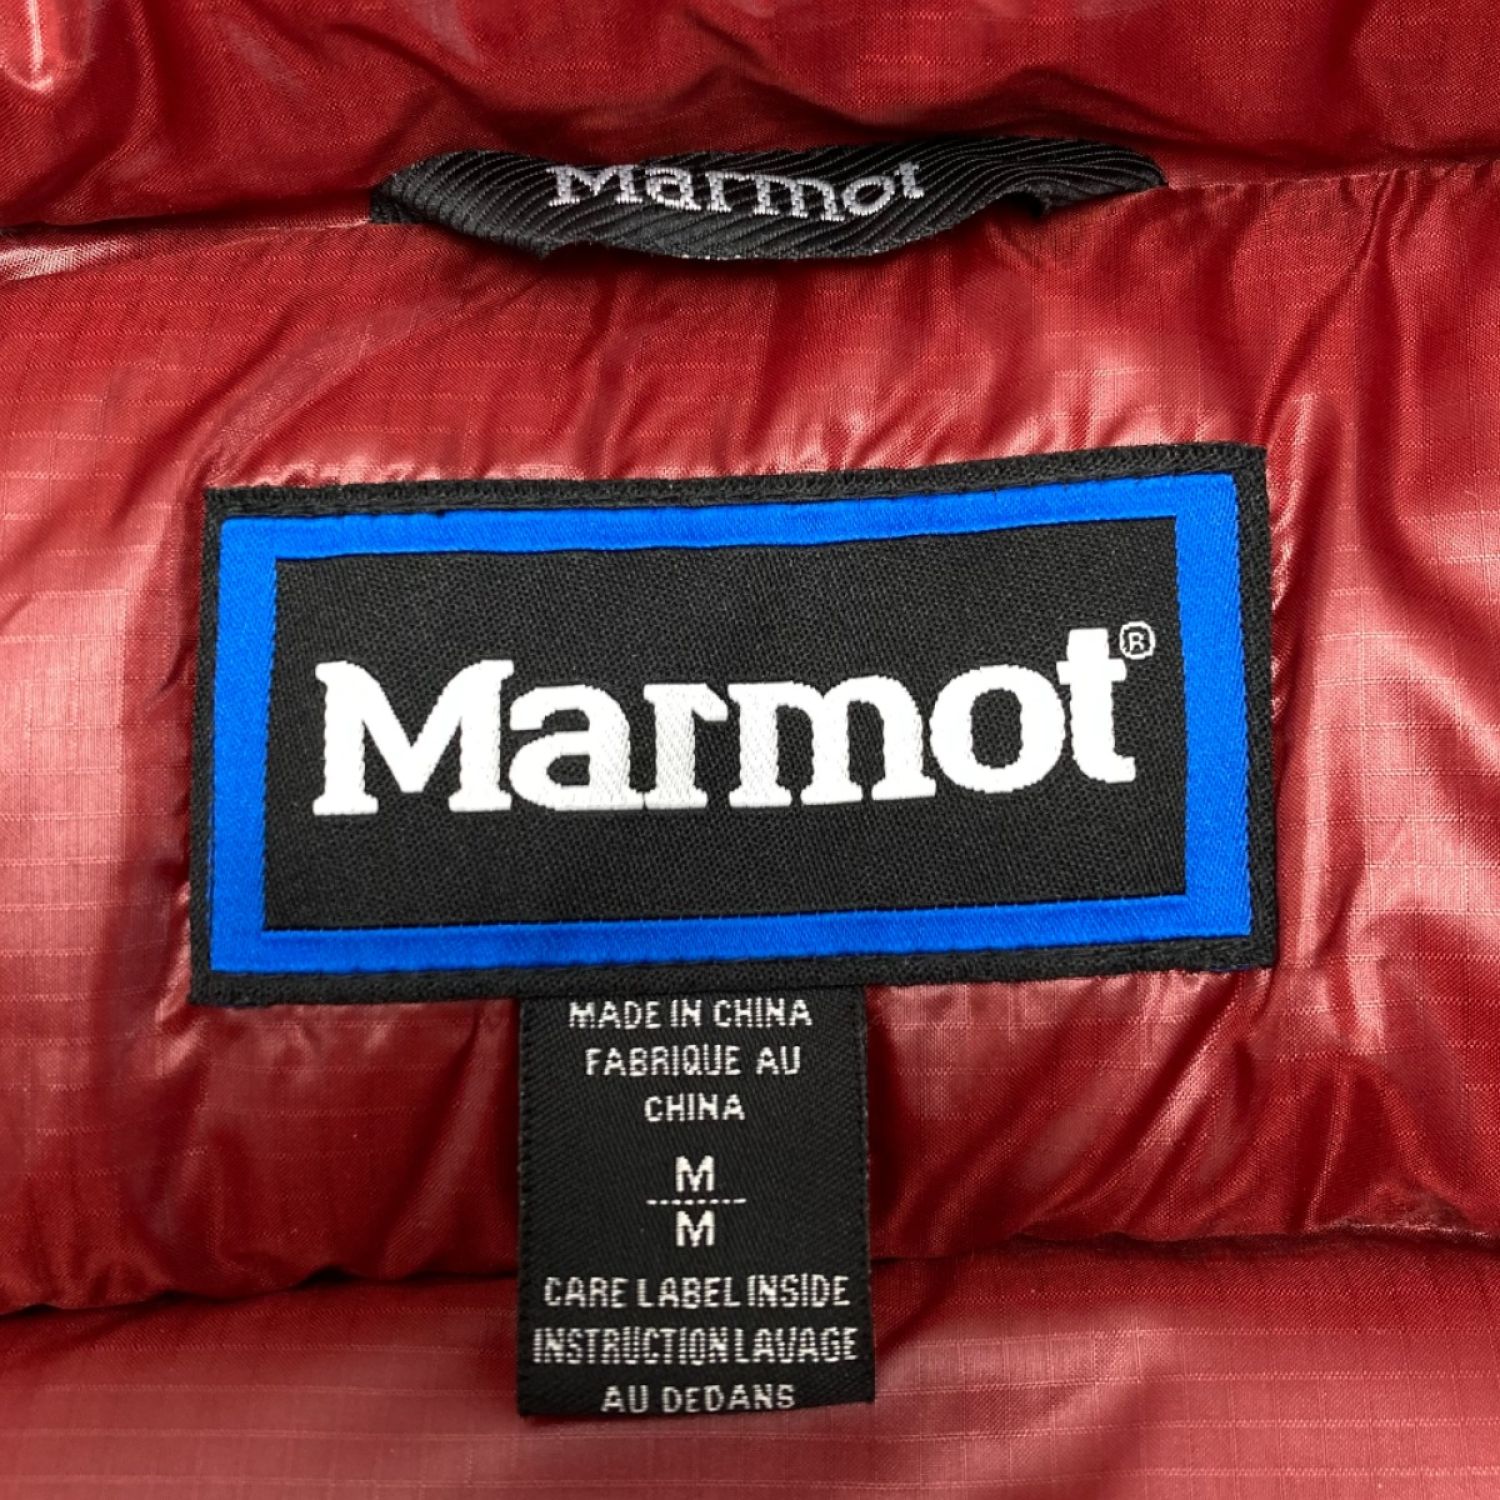 Marmot
Marmot®
MADE IN CHINA
FABRIQUE AU
CHINA
M
M
CARE LABEL INSIDE
INSTRUCTION LAVAGE
AU DEDANS